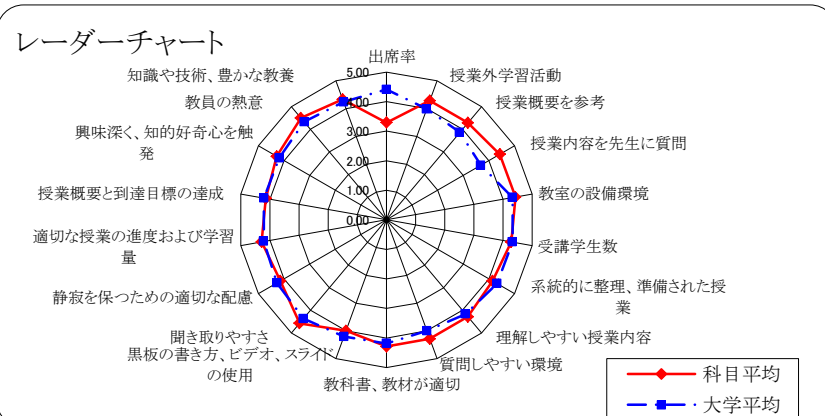 レーダーチャート
出席率
授業外学習活動
授業概要を参考
授業内容を先生に質問
教室の設備環境
受講学生数
系統的に整理、準備された授
業
理解しやすい授業内容
質問しやすい環境
教科書、教材が適切
黒板の書き方、ビデオ、スライド
の使用
聞き取りやすさ
静寂を保つための適切な配慮
適切な授業の進度および学習
量
授業概要と到達目標の達成
興味深く、知的好奇心を触
発
教員の熱意
知識や技術、豊かな教養
5.00
4.00
3.00
2.00
1.00
0.00
科目平均
大学平均